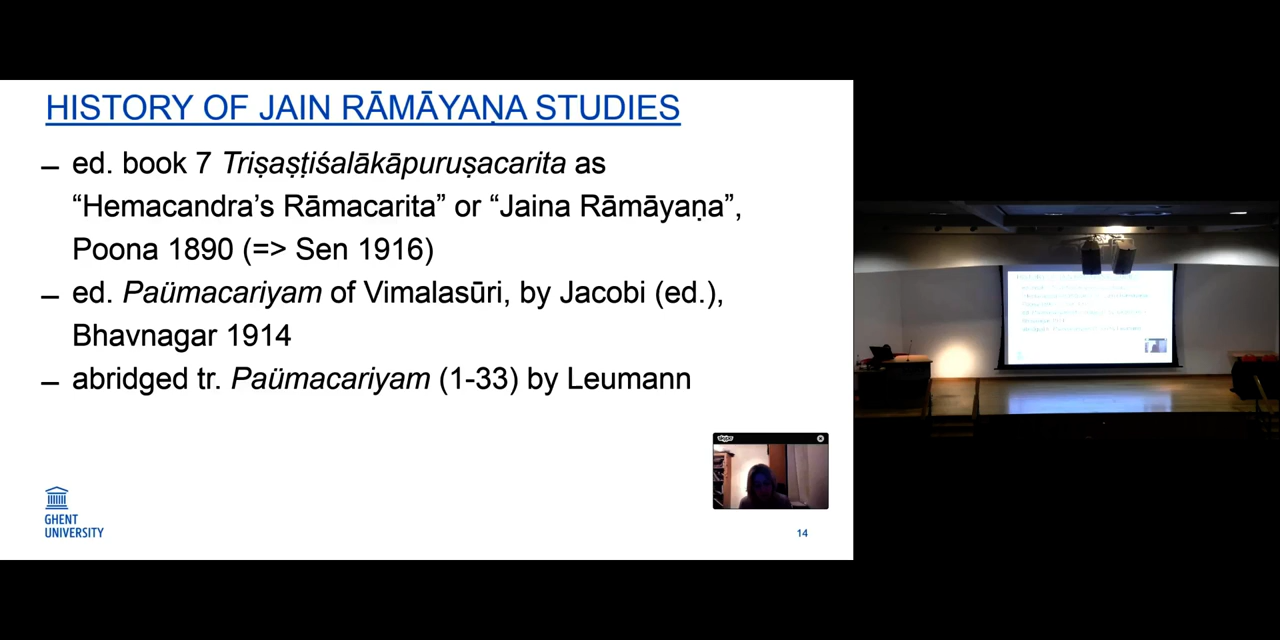 HISTORY OF JAIN RĀMĀYAṆA STUDIES
– ed. book 7 Triṣaṣṭiśalākāpuruṣacarita as
“Hemacandra’s Rāmacarita” or “Jaina Rāmāyaṇa”,
Poona 1890 (=> Sen 1916)
– ed. Paümacariyam of Vimalasūri, by Jacobi (ed.),
Bhavnagar 1914
– abridged tr. Paümacariyam (1-33) by Leumann
GHENT
UNIVERSITY
14